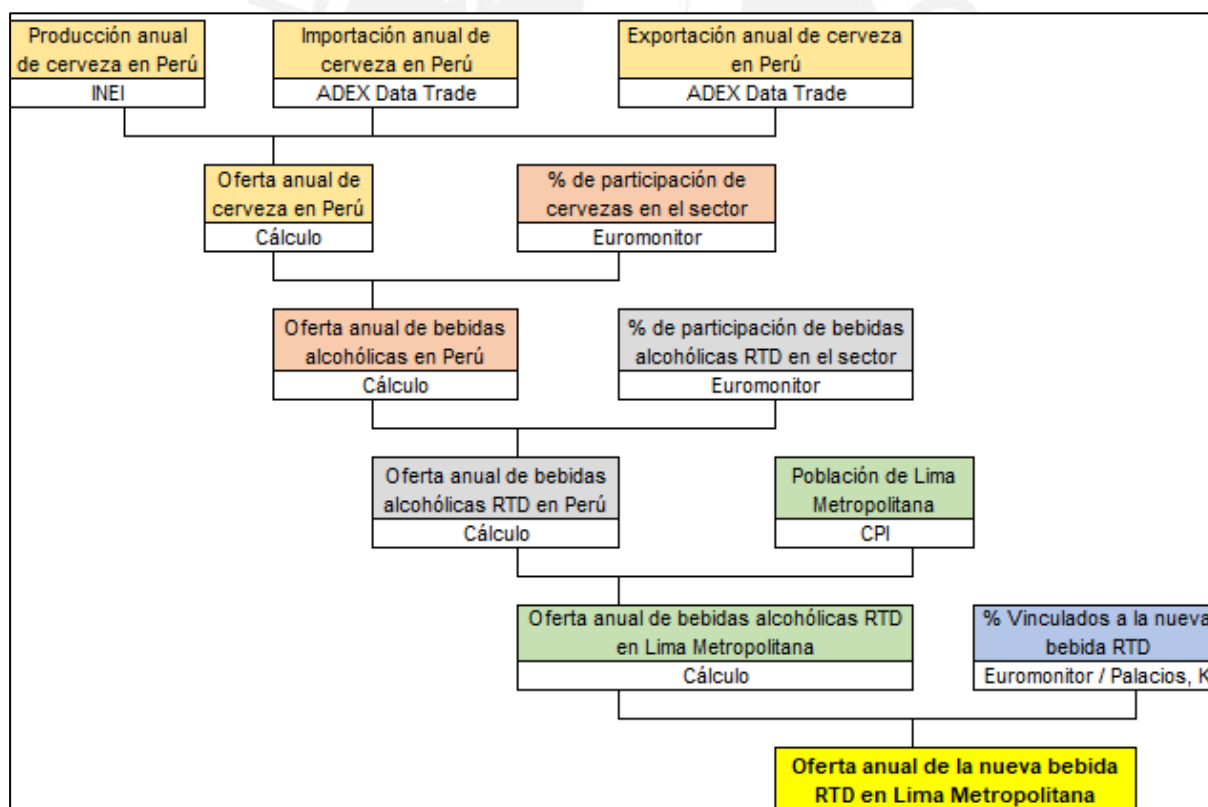 Producción anual
de cerveza en Perú
INEI
Importación anual de
cerveza en Perú
ADEX Data Trade
Exportación anual de cerveza
en Perú
ADEX Data Trade
Oferta anual de
cerveza en Perú
Cálculo
% de participación de
cervezas en el sector
Euromonitor
Oferta anual de bebidas
alcohólicas en Perú
Cálculo
% de participación de bebidas
alcohólicas RTD en el sector
Euromonitor
Oferta anual de bebidas
alcohólicas RTD en Perú
Cálculo
Población de Lima
Metropolitana
CPI
Oferta anual de bebidas alcohólicas RTD
en Lima Metropolitana
Cálculo
% Vinculados a la nueva
bebida RTD
Euromonitor / Palacios, K
Oferta anual de la nueva bebida
RTD en Lima Metropolitana